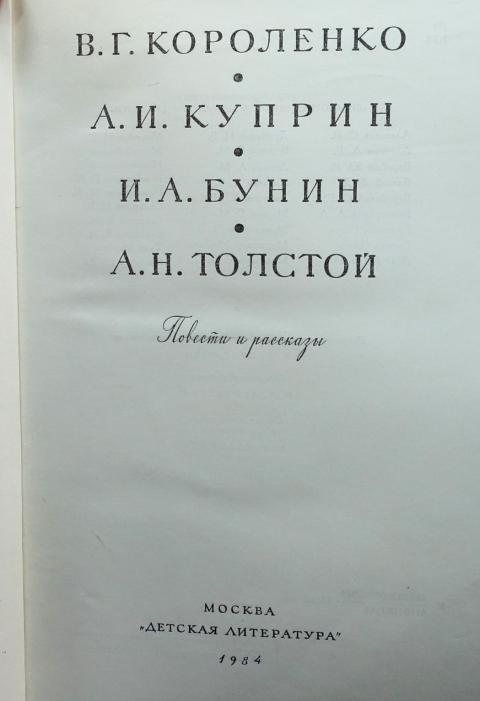 В. Г. КОРОЛЕНКО
А. И. КУПРИН
И. А. БУНИН
А. Н. ТОЛСТОЙ
Повести и рассказы
МОСКВА
"ДЕТСКАЯ ЛИТЕРАТУРА"
1984